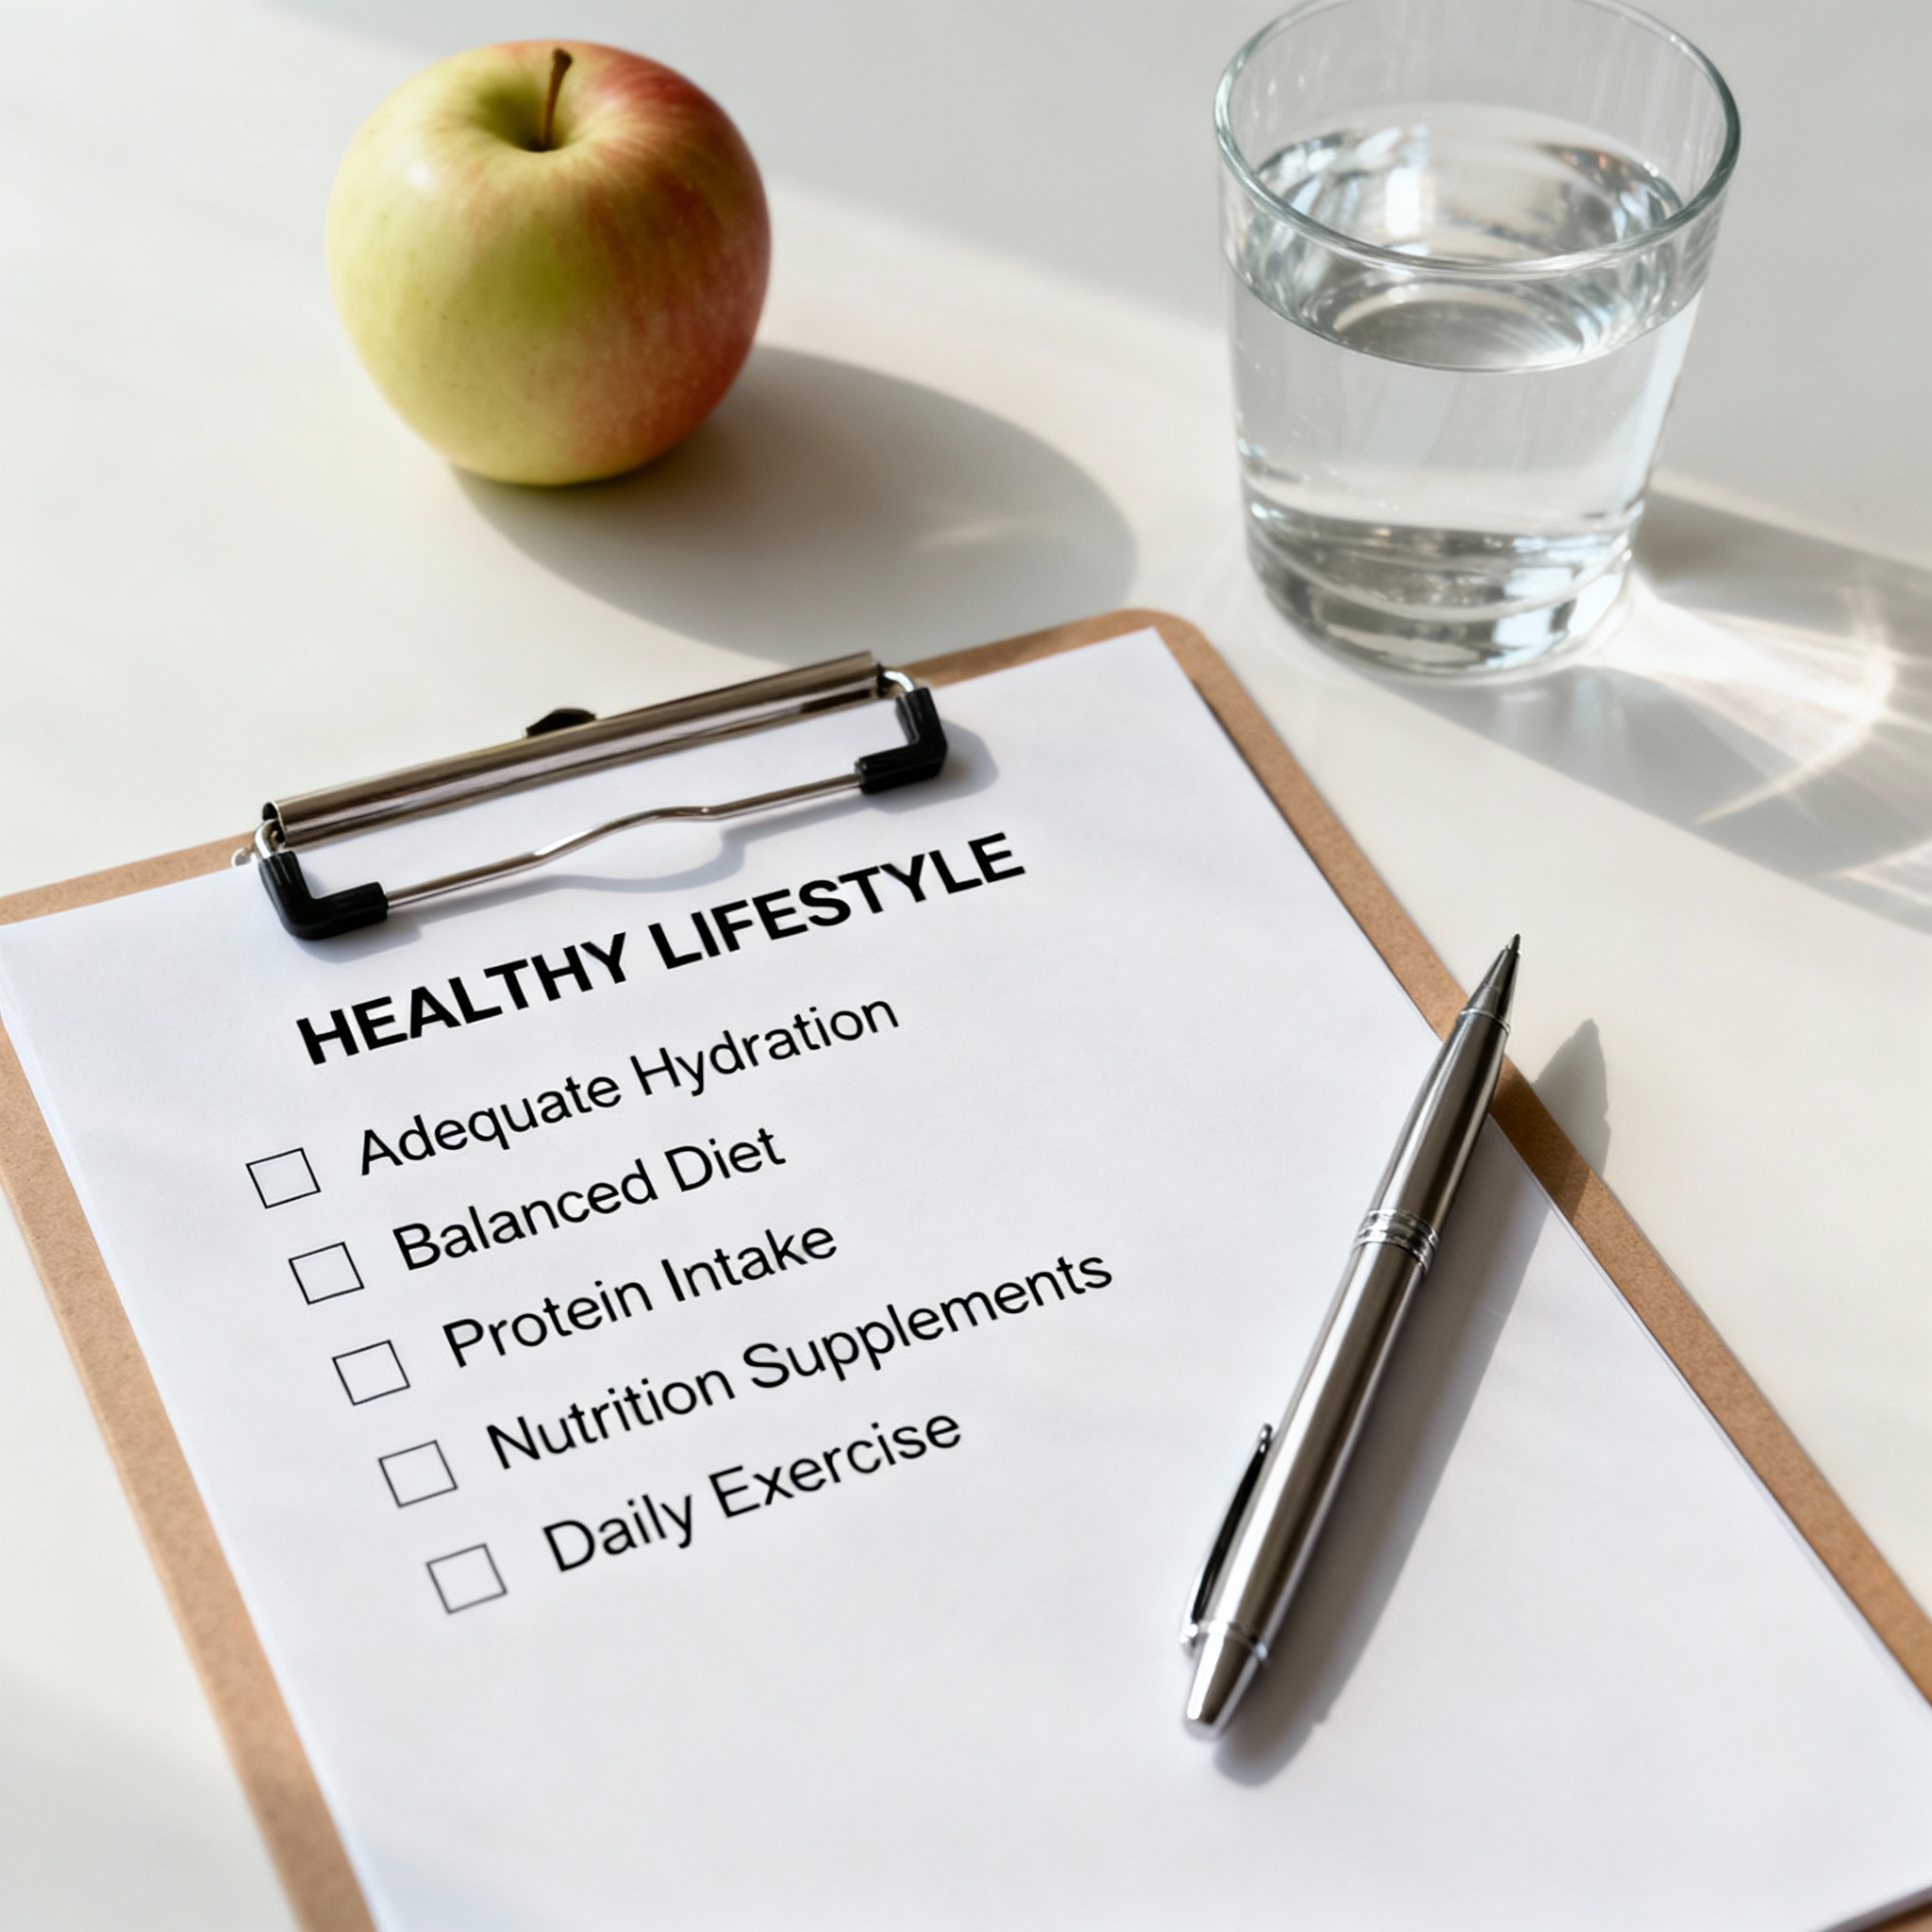 HEALTHY LIFESTYLE
Adequate Hydration
Balanced Diet
Protein Intake
Nutrition Supplements
Daily Exercise